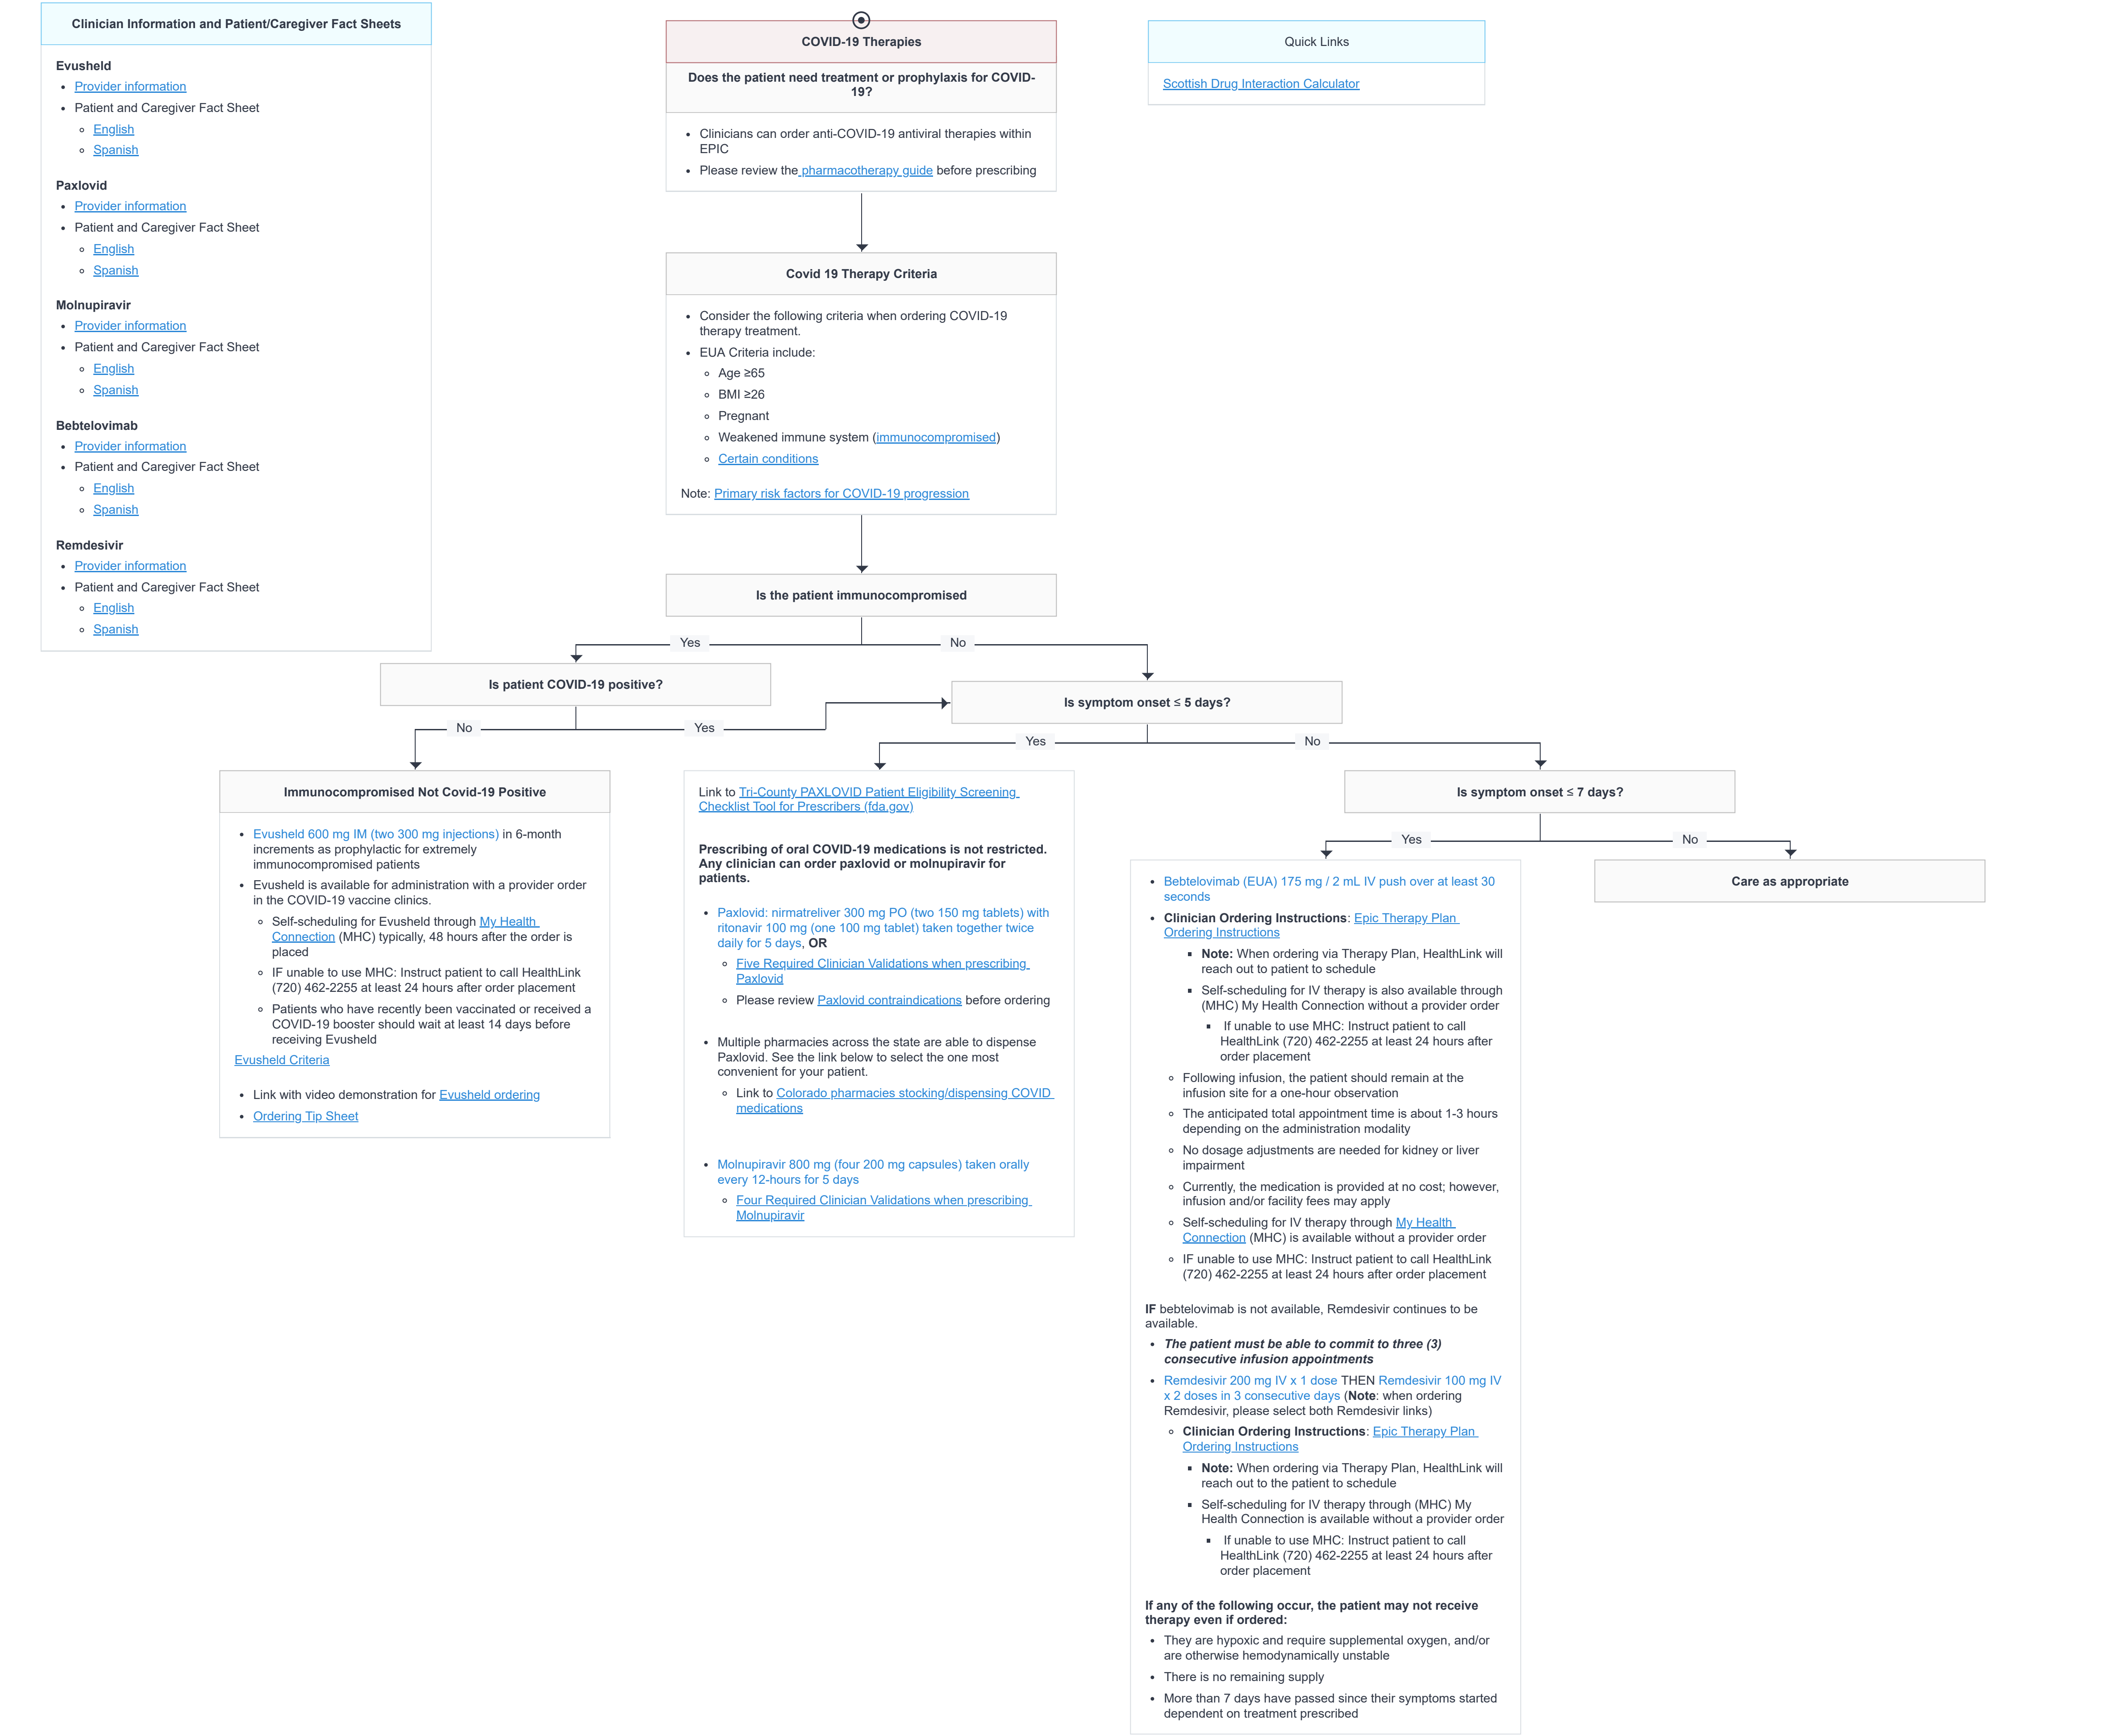 Clinician Information and Patient/Caregiver Fact Sheets
Evusheld
• Provider information
• Patient and Caregiver Fact Sheet
◦ English
◦ Spanish
Paxlovid
• Provider information
• Patient and Caregiver Fact Sheet
◦ English
◦ Spanish
Molnupiravir
• Provider information
• Patient and Caregiver Fact Sheet
◦ English
◦ Spanish
Bebtelovimab
• Provider information
• Patient and Caregiver Fact Sheet
◦ English
◦ Spanish
Remdesivir
• Provider information
• Patient and Caregiver Fact Sheet
◦ English
◦ Spanish
COVID-19 Therapies
Does the patient need treatment or prophylaxis for COVID-
19?
• Clinicians can order anti-COVID-19 antiviral therapies within
EPIC
• Please review the pharmacotherapy guide before prescribing
Quick Links
Scottish Drug Interaction Calculator
Covid 19 Therapy Criteria
• Consider the following criteria when ordering COVID-19
therapy treatment.
• EUA Criteria include:
◦ Age ≥65
◦ BMI ≥26
◦ Pregnant
◦ Weakened immune system (immunocompromised)
◦ Certain conditions
Note: Primary risk factors for COVID-19 progression
Is the patient immunocompromised
Yes
No
Is patient COVID-19 positive?
Is symptom onset ≤ 5 days?
No
Yes
Yes
No
Immunocompromised Not Covid-19 Positive
• Evusheld 600 mg IM (two 300 mg injections) in 6-month
increments as prophylactic for extremely
immunocompromised patients
• Evusheld is available for administration with a provider order
in the COVID-19 vaccine clinics.
◦ Self-scheduling for Evusheld through My Health
Connection (MHC) typically, 48 hours after the order is
placed
◦ IF unable to use MHC: Instruct patient to call HealthLink
(720) 462-2255 at least 24 hours after order placement
◦ Patients who have recently been vaccinated or received a
COVID-19 booster should wait at least 14 days before
receiving Evusheld
Evusheld Criteria
• Link with video demonstration for Evusheld ordering
• Ordering Tip Sheet
Link to Tri-County PAXLOVID Patient Eligibility Screening
Checklist Tool for Prescribers (fda.gov)
Prescribing of oral COVID-19 medications is not restricted.
Any clinician can order paxlovid or molnupiravir for
patients.
• Paxlovid: nirmatreliver 300 mg PO (two 150 mg tablets) with
ritonavir 100 mg (one 100 mg tablet) taken together twice
daily for 5 days, OR
◦ Five Required Clinician Validations when prescribing
Paxlovid
◦ Please review Paxlovid contraindications before ordering
• Multiple pharmacies across the state are able to dispense
Paxlovid. See the link below to select the one most
convenient for your patient.
◦ Link to Colorado pharmacies stocking/dispensing COVID
medications
• Molnupiravir 800 mg (four 200 mg capsules) taken orally
every 12-hours for 5 days
◦ Four Required Clinician Validations when prescribing
Molnupiravir
Is symptom onset ≤ 7 days?
Yes
No
• Bebtelovimab (EUA) 175 mg / 2 mL IV push over at least 30
seconds
• Clinician Ordering Instructions: Epic Therapy Plan
Ordering Instructions
▪ Note: When ordering via Therapy Plan, HealthLink will
reach out to patient to schedule
▪ Self-scheduling for IV therapy is also available through
(MHC) My Health Connection without a provider order
▪ If unable to use MHC: Instruct patient to call
HealthLink (720) 462-2255 at least 24 hours after
order placement
◦ Following infusion, the patient should remain at the
infusion site for a one-hour observation
◦ The anticipated total appointment time is about 1-3 hours
depending on the administration modality
◦ No dosage adjustments are needed for kidney or liver
impairment
◦ Currently, the medication is provided at no cost; however,
infusion and/or facility fees may apply
◦ Self-scheduling for IV therapy through My Health
Connection (MHC) is available without a provider order
◦ IF unable to use MHC: Instruct patient to call HealthLink
(720) 462-2255 at least 24 hours after order placement
IF bebtelovimab is not available, Remdesivir continues to be
available.
• The patient must be able to commit to three (3)
consecutive infusion appointments
• Remdesivir 200 mg IV x 1 dose THEN Remdesivir 100 mg IV
x 2 doses in 3 consecutive days (Note: when ordering
Remdesivir, please select both Remdesivir links)
◦ Clinician Ordering Instructions: Epic Therapy Plan
Ordering Instructions
▪ Note: When ordering via Therapy Plan, HealthLink will
reach out to the patient to schedule
▪ Self-scheduling for IV therapy through (MHC) My
Health Connection is available without a provider order
▪ If unable to use MHC: Instruct patient to call
HealthLink (720) 462-2255 at least 24 hours after
order placement
If any of the following occur, the patient may not receive
therapy even if ordered:
• They are hypoxic and require supplemental oxygen, and/or
are otherwise hemodynamically unstable
• There is no remaining supply
• More than 7 days have passed since their symptoms started
dependent on treatment prescribed
Care as appropriate